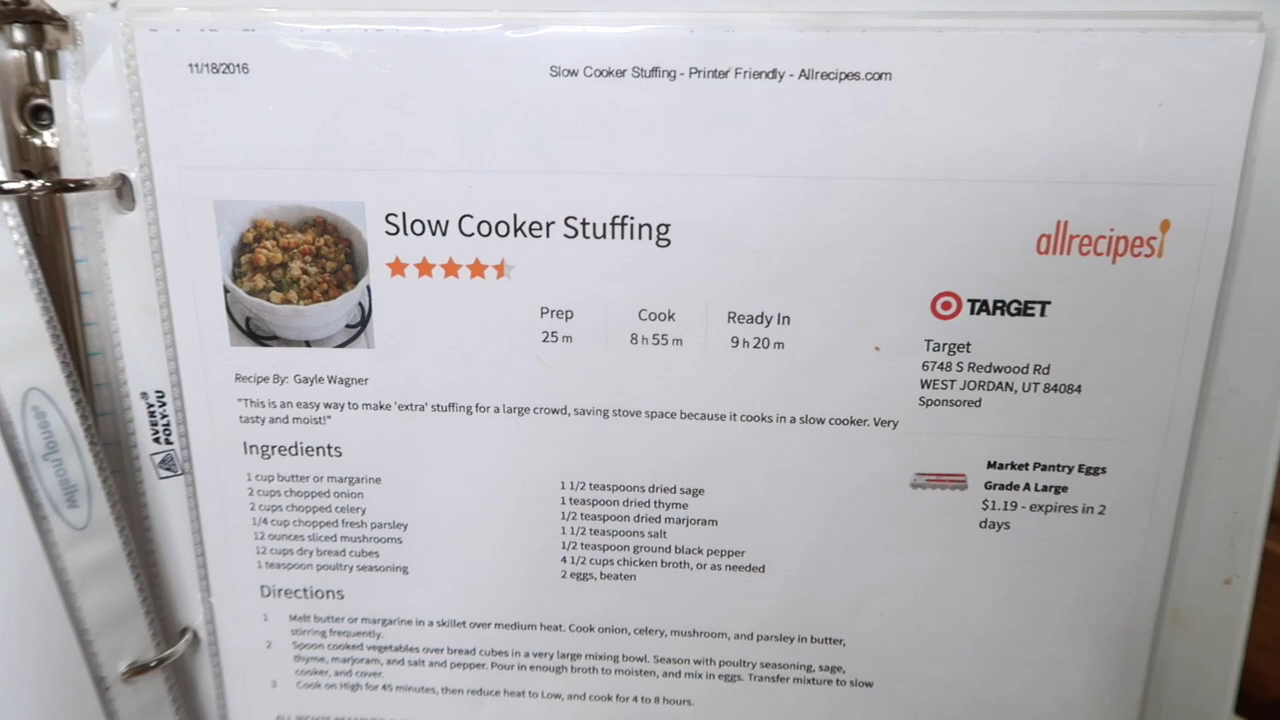 11/18/2016
Slow Cooker Stuffing - Printer Friendly - Allrecipes.com
Slow Cooker Stuffing
allrecipes!
TARGET
Prep
25 m
Cook
8 h 55 m
Ready In
9 h 20 m
Target
6748 S Redwood Rd
WEST JORDAN, UT 84084
Sponsored
Recipe By: Gayle Wagner
"This is an easy way to make 'extra' stuffing for a large crowd, saving stove space because it cooks in a slow cooker. Very
tasty and moist!"
Ingredients
1 cup butter or margarine
2 cups chopped onion
2 cups chopped celery
1/4 cup chopped fresh parsley
12 ounces sliced mushrooms
12 cups dry bread cubes
1 teaspoon poultry seasoning
1 1/2 teaspoons dried sage
1 teaspoon dried thyme
1/2 teaspoon dried marjoram
1 1/2 teaspoons salt
1/2 teaspoon ground black pepper
4 1/2 cups chicken broth, or as needed
2 eggs, beaten
Market Pantry Eggs
Grade A Large
$1.19 - expires in 2
days
Directions
1 Melt butter or margarine in a skillet over medium heat. Cook onion, celery, mushroom, and parsley in butter,
stirring frequently.
2 Spoon cooked vegetables over bread cubes in a very large mixing bowl. Season with poultry seasoning, sage,
thyme, marjoram, and salt and pepper. Pour in enough broth to moisten, and mix in eggs. Transfer mixture to slow
cooker, and cover.
3 Cook on High for 45 minutes, then reduce heat to Low, and cook for 4 to 8 hours.
AVERY®
POLY-VU
WilsonJones®